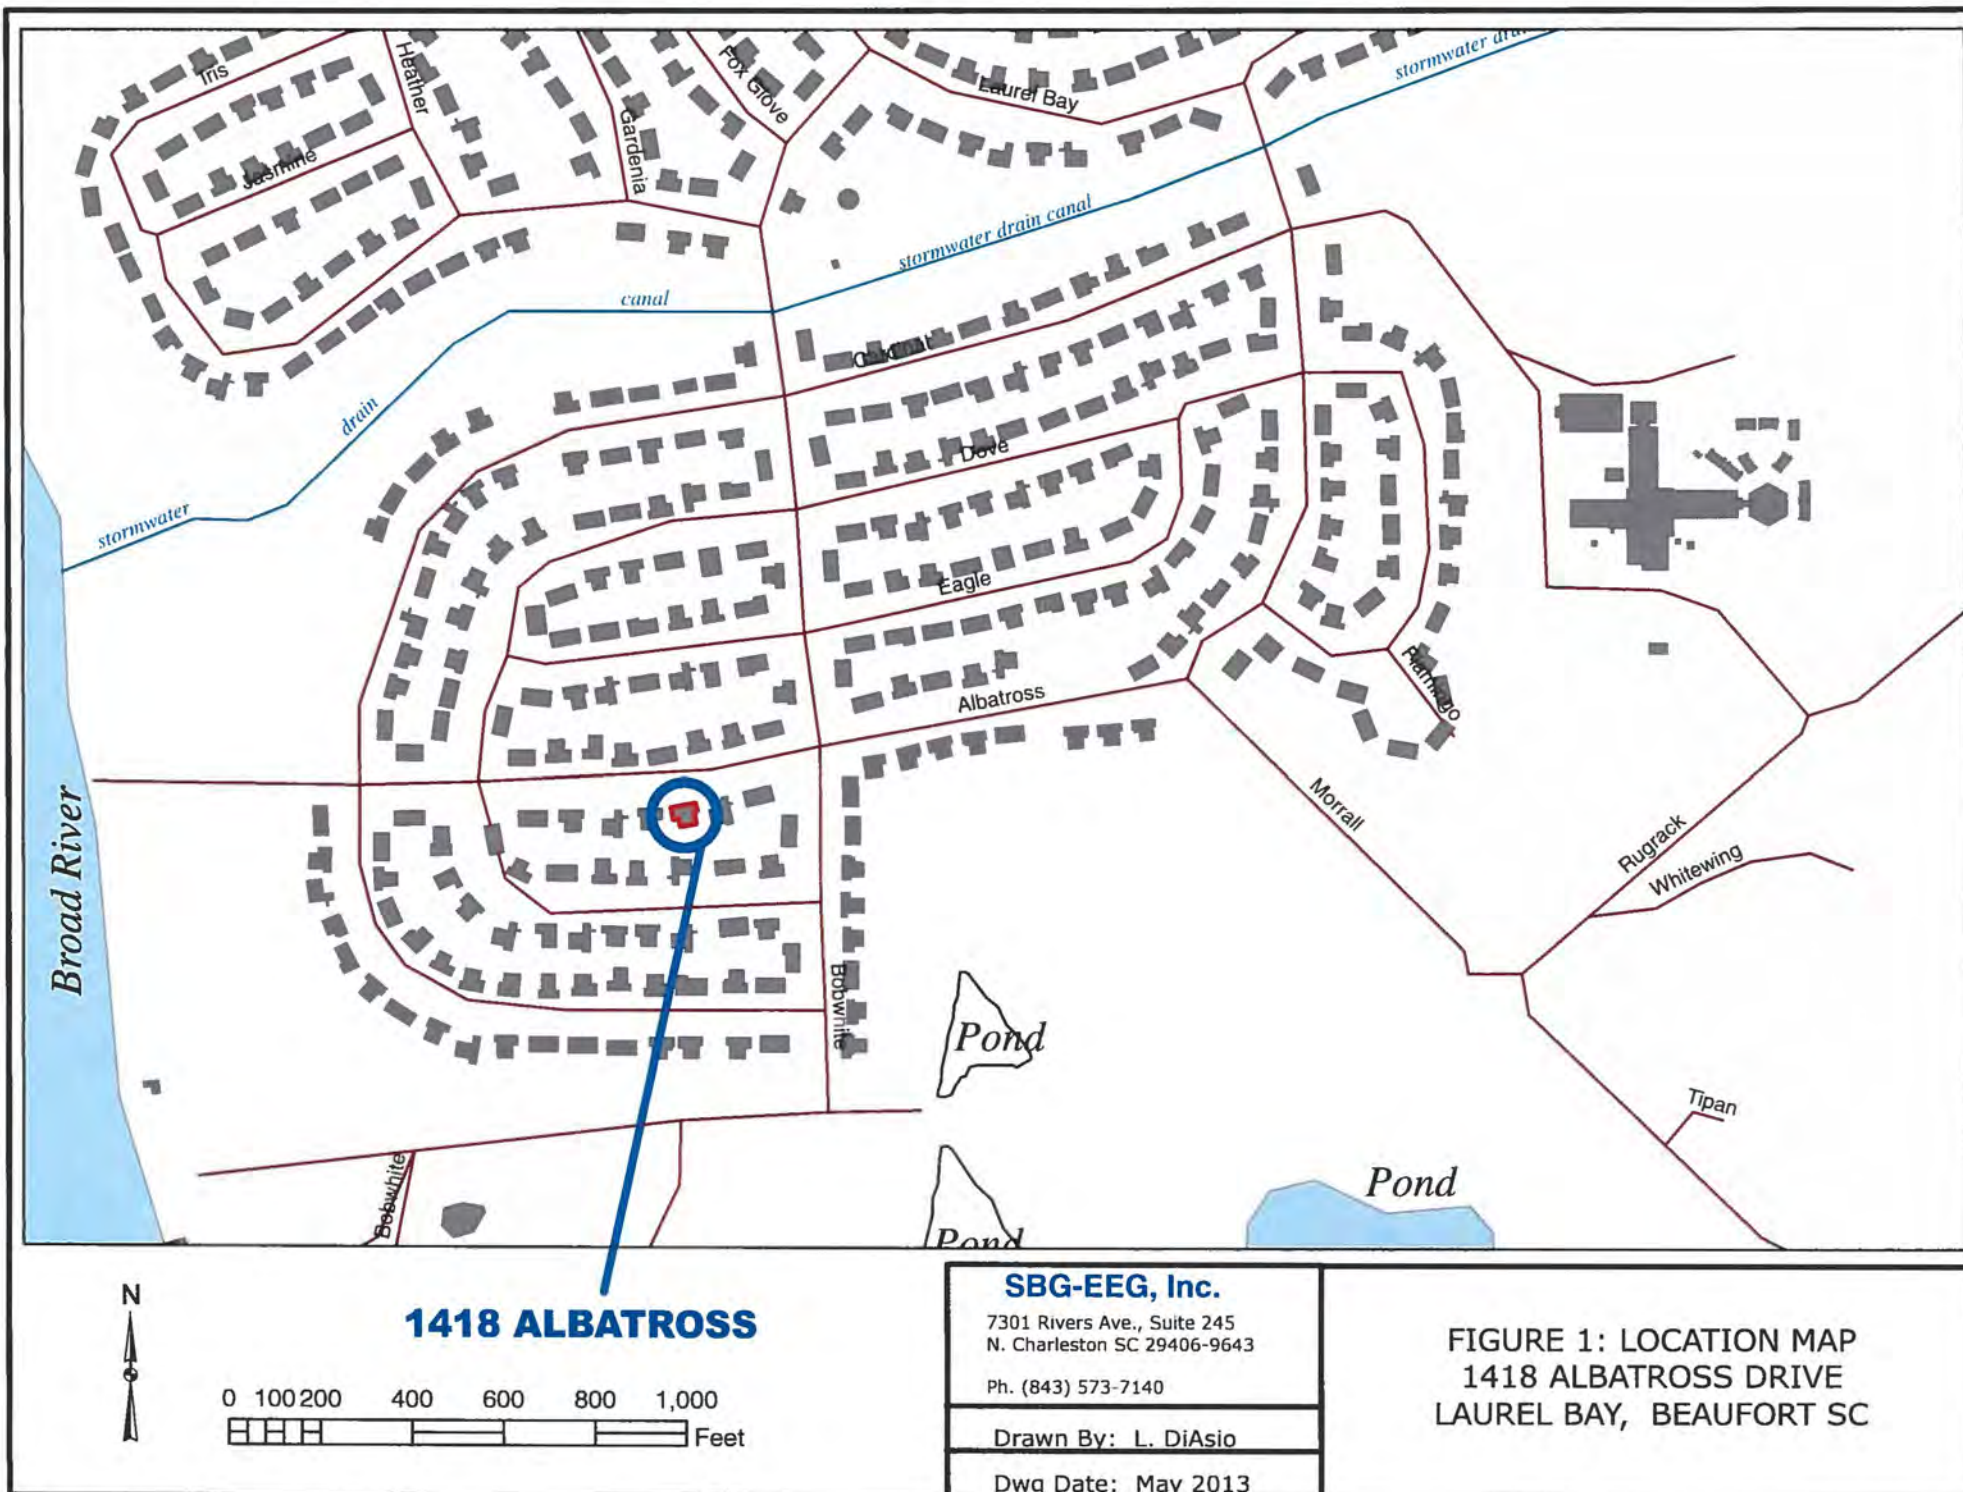 Iris
Heather
Fox Glove
Laurel Bay
stormwater
Gardenia
Jasmine
stormwater drain canal
canal
drain
Dove
stormwater
Eagle
Albatross
Flamingo
Morrall
Rugrack
Whitewing
Broad River
Bobwhite
Pond
Tipan
Pond
Bobwhite
Pond
N
1418 ALBATROSS
0 100 200 400 600 800 1,000
Feet
SBG-EEG, Inc.
7301 Rivers Ave., Suite 245
N. Charleston SC 29406-9643
Ph. (843) 573-7140
Drawn By: L. DiAsio
Dwg Date: May 2013
FIGURE 1: LOCATION MAP
1418 ALBATROSS DRIVE
LAUREL BAY, BEAUFORT SC